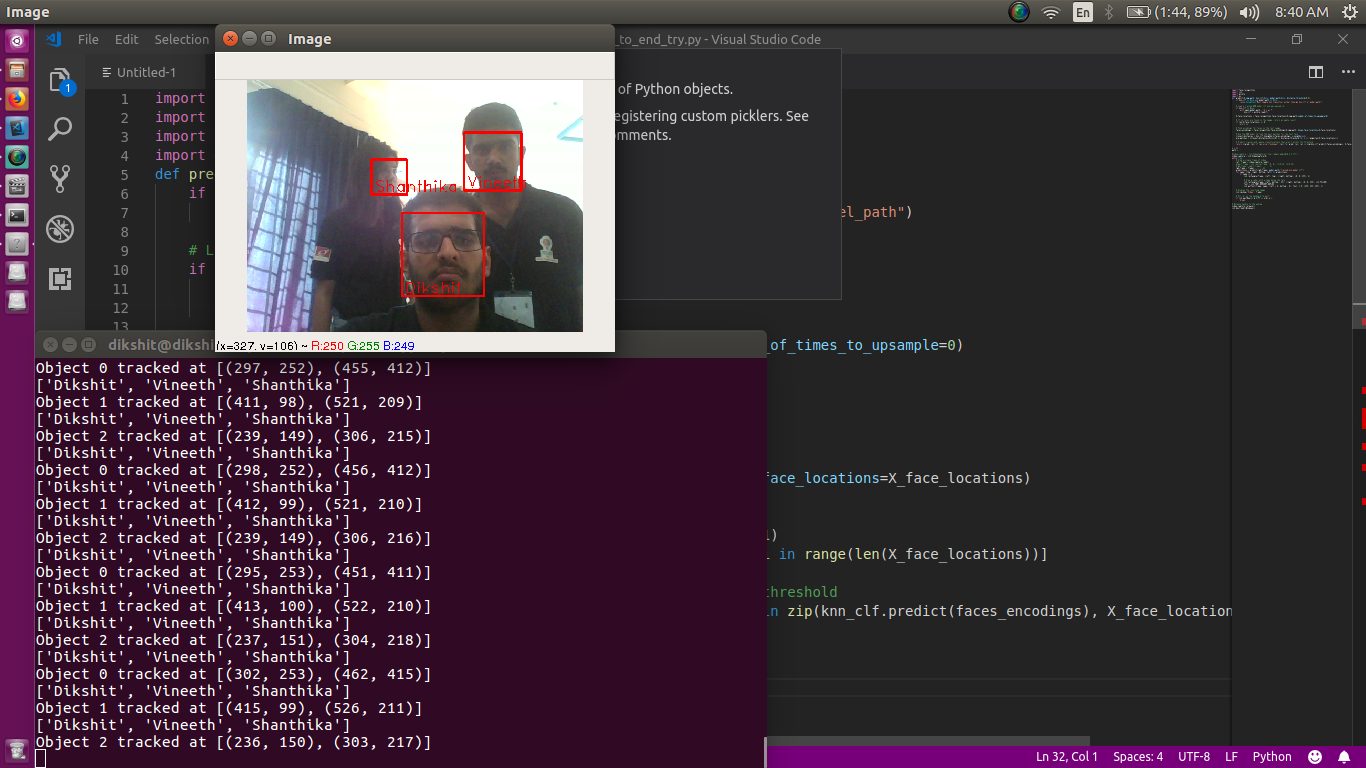 Image
En
(1:44, 89%)
8:40 AM
File Edit Selection
_to_end_try.py - Visual Studio Code
Image
Untitled-1
1
1 import
2 import
3 import
4 import
5 def pre
6 if
7
8
9 # L
10 if
11
12
13
of Python objects.
egistering custom picklers. See
omments.
el_path")
_of_times_to_upsample=0)
face_locations=X_face_locations)
in range(len(X_face_locations))]
threshold
in zip(knn_clf.predict(faces_encodings), X_face_location
Shanthika
Vineeth
Dikshit
(x=327, y=106) ~ R:250 G:255 B:249
dikshit@dikshi
Object 0 tracked at [(297, 252), (455, 412)]
['Dikshit', 'Vineeth', 'Shanthika']
Object 1 tracked at [(411, 98), (521, 209)]
['Dikshit', 'Vineeth', 'Shanthika']
Object 2 tracked at [(239, 149), (306, 215)]
['Dikshit', 'Vineeth', 'Shanthika']
Object 0 tracked at [(298, 252), (456, 412)]
['Dikshit', 'Vineeth', 'Shanthika']
Object 1 tracked at [(412, 99), (521, 210)]
['Dikshit', 'Vineeth', 'Shanthika']
Object 2 tracked at [(239, 149), (306, 216)]
['Dikshit', 'Vineeth', 'Shanthika']
Object 0 tracked at [(295, 253), (451, 411)]
['Dikshit', 'Vineeth', 'Shanthika']
Object 1 tracked at [(413, 100), (522, 210)]
['Dikshit', 'Vineeth', 'Shanthika']
Object 2 tracked at [(237, 151), (304, 218)]
['Dikshit', 'Vineeth', 'Shanthika']
Object 0 tracked at [(302, 253), (462, 415)]
['Dikshit', 'Vineeth', 'Shanthika']
Object 1 tracked at [(415, 99), (526, 211)]
['Dikshit', 'Vineeth', 'Shanthika']
Object 2 tracked at [(236, 150), (303, 217)]
Ln 32, Col 1 Spaces: 4 UTF-8 LF Python